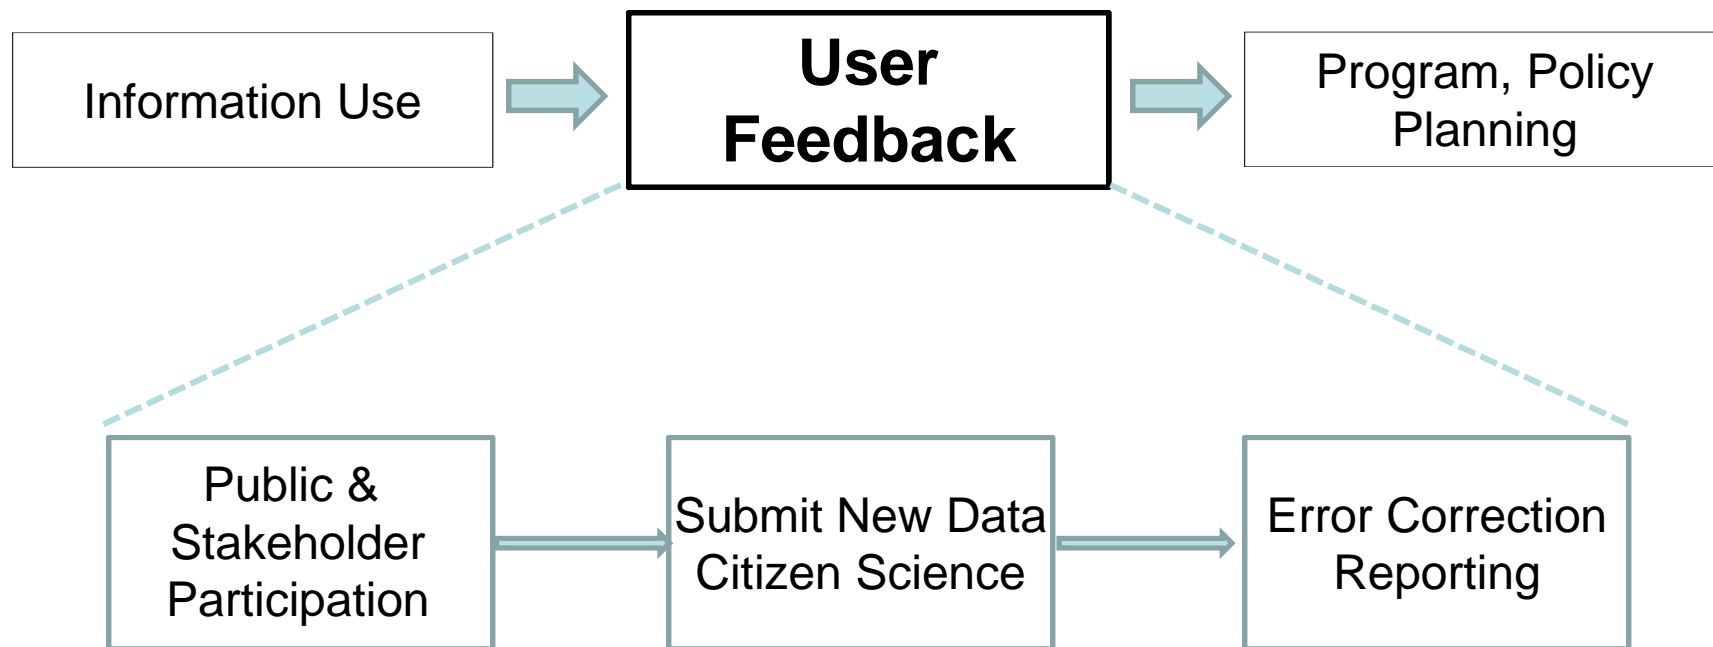 Information Use
User
Feedback
Program, Policy
Planning
Public &
Stakeholder
Participation
Submit New Data
Citizen Science
Error Correction
Reporting